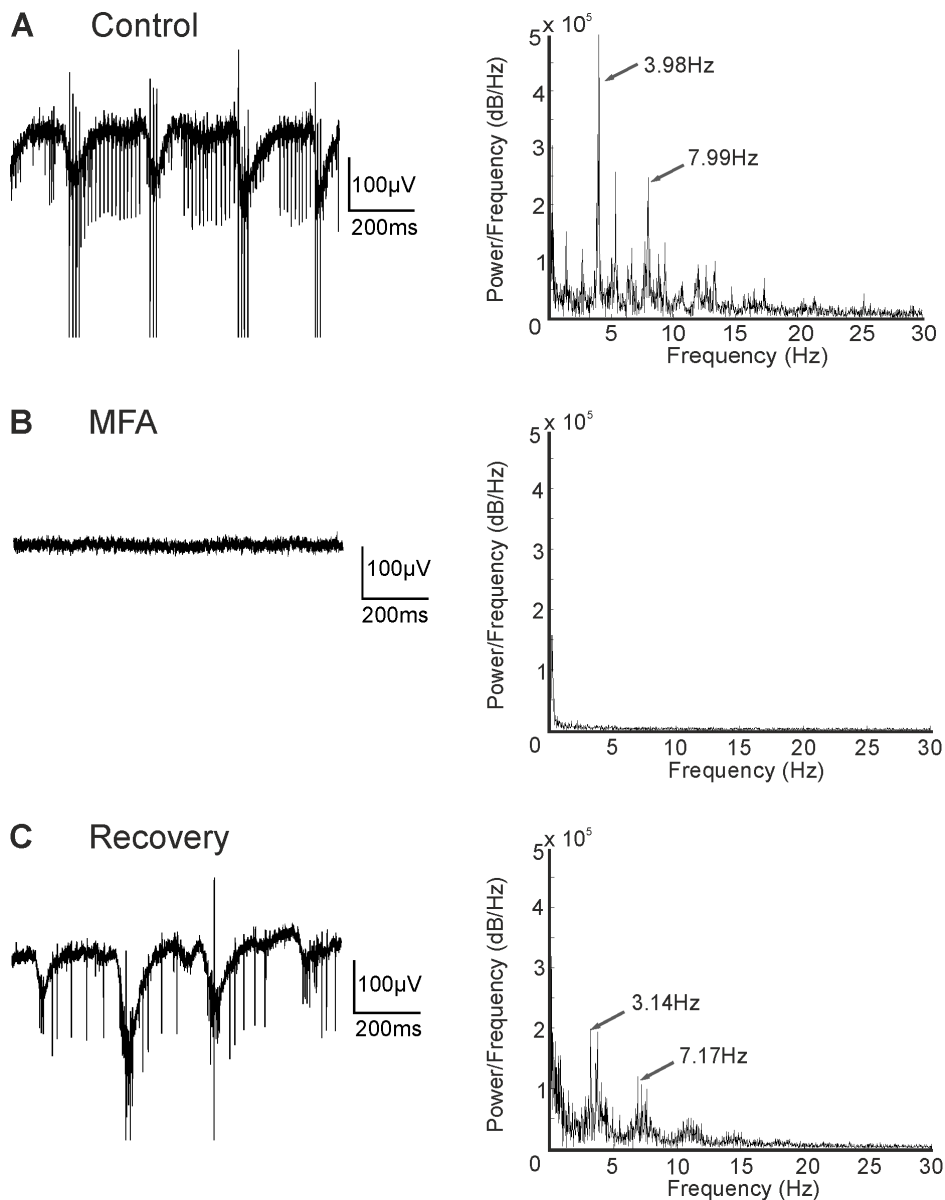 A Control
100µV
200ms
5 x 10⁵
4
3
2
1
0
Power/Frequency (dB/Hz)
3.98Hz
7.99Hz
5 10 15 20 25 30
Frequency (Hz)
B MFA
100µV
200ms
5 x 10⁵
4
3
2
1
0
Power/Frequency (dB/Hz)
5 10 15 20 25 30
Frequency (Hz)
C Recovery
100µV
200ms
5 x 10⁵
4
3
2
1
0
Power/Frequency (dB/Hz)
3.14Hz
7.17Hz
5 10 15 20 25 30
Frequency (Hz)